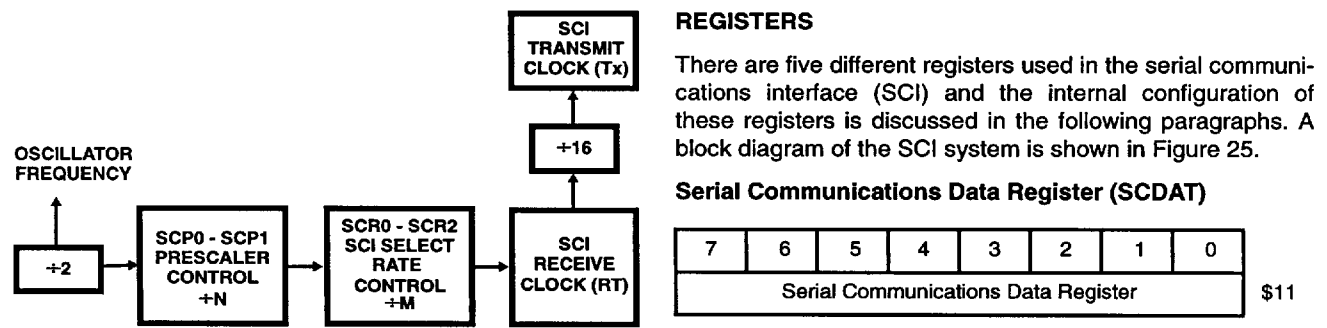 SCI
TRANSMIT
CLOCK (Tx)
÷16
OSCILLATOR
FREQUENCY
÷2
SCP0 - SCP1
PRESCALER
CONTROL
÷N
SCR0 - SCR2
SCI SELECT
RATE
CONTROL
÷M
SCI
RECEIVE
CLOCK (RT)
REGISTERS
There are five different registers used in the serial communi-
cations interface (SCI) and the internal configuration of
these registers is discussed in the following paragraphs. A
block diagram of the SCI system is shown in Figure 25.
Serial Communications Data Register (SCDAT)
7 6 5 4 3 2 1 0
Serial Communications Data Register $11